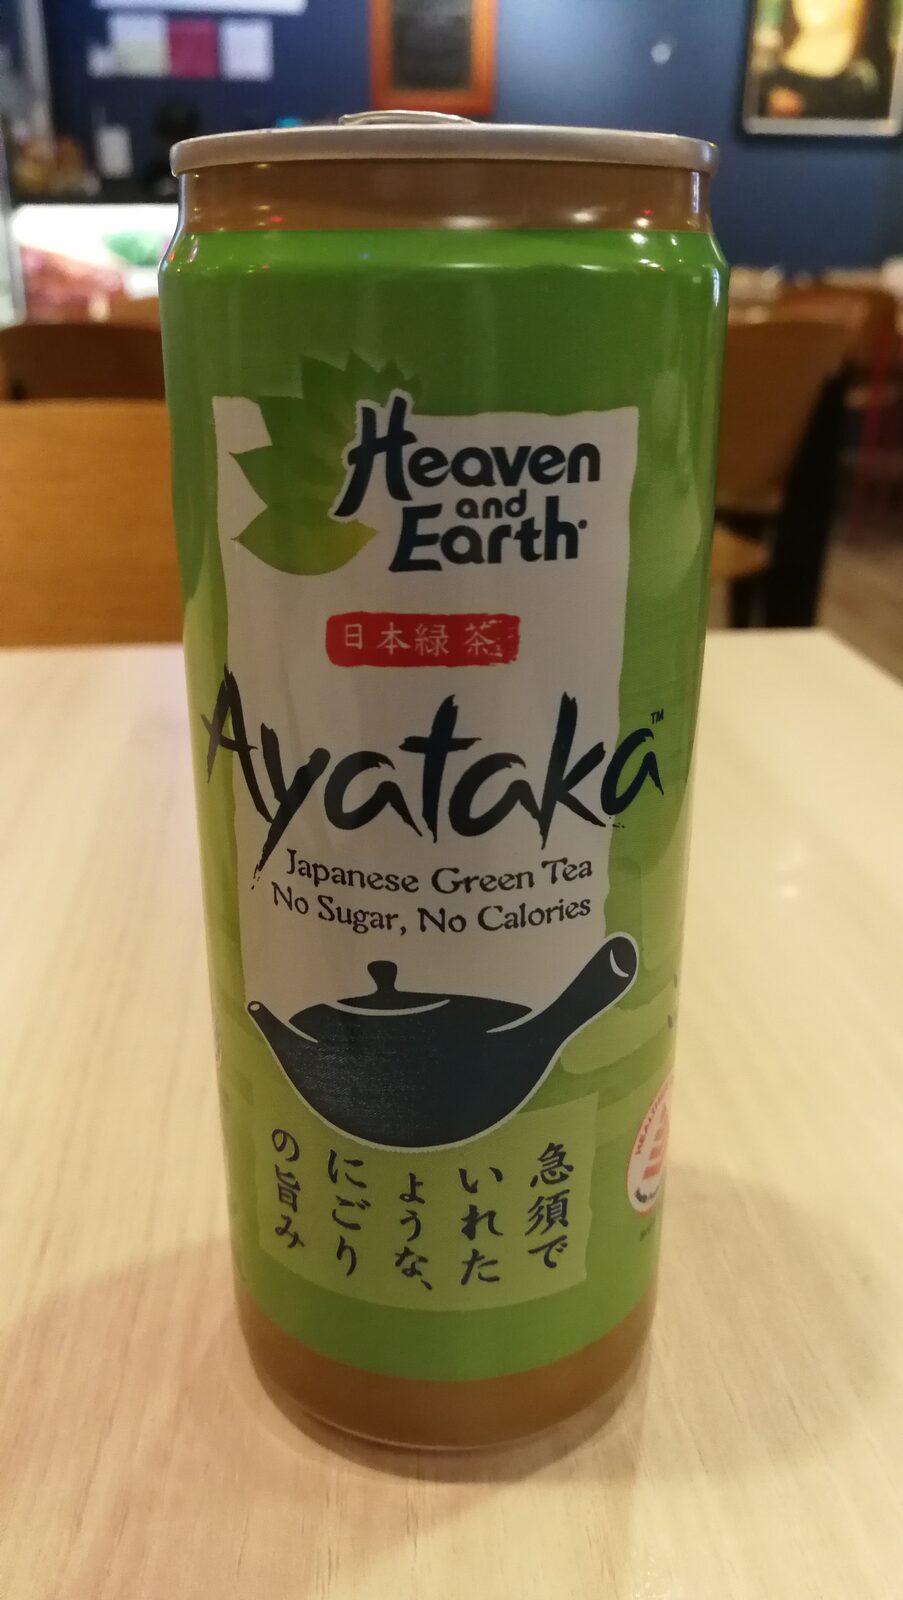 Heaven
and
Earth
日本緑茶
Ayataka™
Japanese Green Tea
No Sugar, No Calories
急須で
いれた
ような、
にごり
の旨み